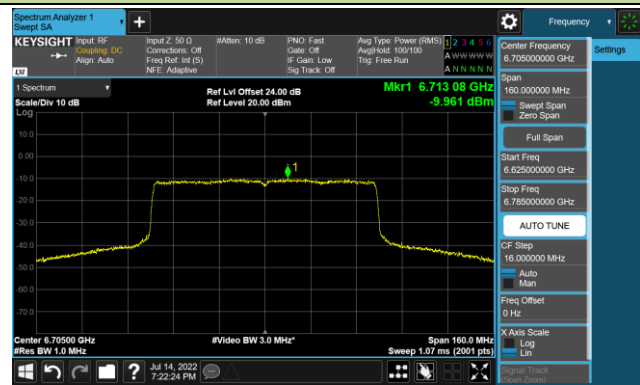 Spectrum Analyzer 1
Swept SA
+
Frequency
KEYSIGHT
Input: RF
Coupling: DC
Align: Auto
Input Z: 50 Ω
Corrections: Off
Freq Ref: Int (S)
NFE: Adaptive
#Atten: 10 dB
PNO: Fast
Gate: Off
IF Gain: Low
Sig Track: Off
Avg Type: Power (RMS)
Avg|Hold: 100/100
Trig: Free Run
1 2 3 4 5 6
A W W W W W
A N N N N N
LXI
1 Spectrum
Scale/Div 10 dB
Log
Ref Lvl Offset 24.00 dB
Ref Level 20.00 dBm
Mkr1 6.713 08 GHz
-9.961 dBm
10.0
0.00
-10.0
-20.0
-30.0
-40.0
-50.0
-60.0
-70.0
1
Center 6.70500 GHz
#Res BW 1.0 MHz
#Video BW 3.0 MHz*
Span 160.0 MHz
Sweep 1.07 ms (2001 pts)
Jul 14, 2022
7:22:24 PM
Center Frequency
6.705000000 GHz
Settings
Span
160.000000 MHz
Swept Span
Zero Span
Full Span
Start Freq
6.625000000 GHz
Stop Freq
6.785000000 GHz
AUTO TUNE
CF Step
16.000000 MHz
Auto
Man
Freq Offset
0 Hz
X Axis Scale
Log
Lin
Signal Track
(Span Zoom)